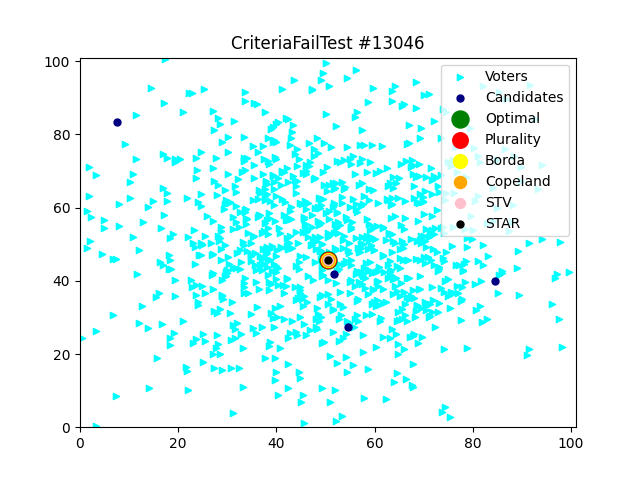 CriteriaFailTest #13046
100
80
60
40
20
0
0
20
40
60
80
100
Voters
Candidates
Optimal
Plurality
Borda
Copeland
STV
STAR